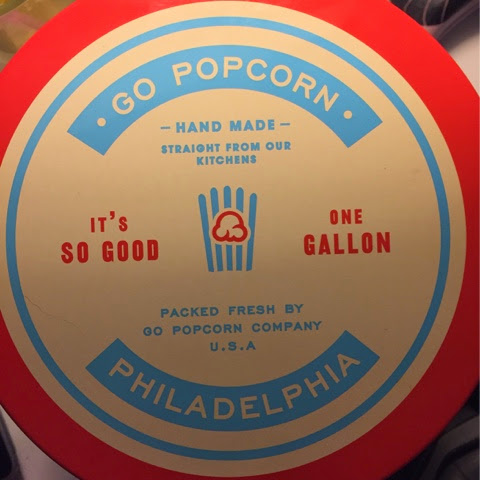 • GO POPCORN •
– HAND MADE –
STRAIGHT FROM OUR
KITCHENS
IT'S
SO GOOD
ONE
GALLON
PACKED FRESH BY
GO POPCORN COMPANY
U.S.A
PHILADELPHIA